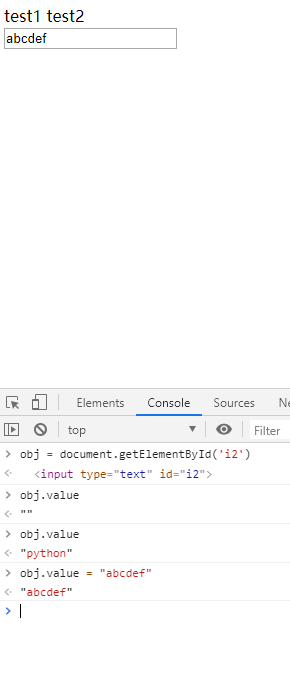 test1 test2
abcdef
Elements Console Sources
top Filter
obj = document.getElementById('i2')
<input type="text" id="i2">
obj.value
""
obj.value
"python"
obj.value = "abcdef"
"abcdef"